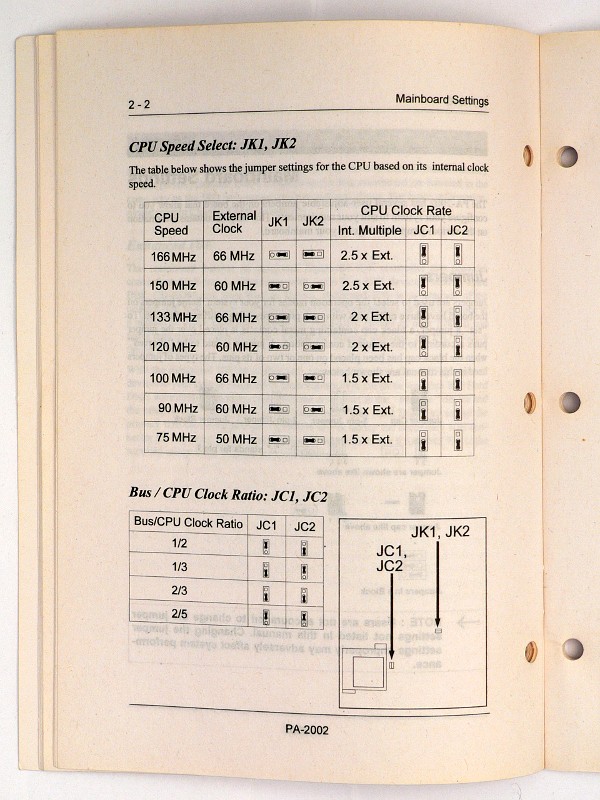 2 - 2 Mainboard Settings
CPU Speed Select: JK1, JK2
The table below shows the jumper settings for the CPU based on its internal clock
speed.
CPU Speed External Clock JK1 JK2 CPU Clock Rate
Int. Multiple JC1 JC2
166 MHz 66 MHz 2.5 x Ext.
150 MHz 60 MHz 2.5 x Ext.
133 MHz 66 MHz 2 x Ext.
120 MHz 60 MHz 2 x Ext.
100 MHz 66 MHz 1.5 x Ext.
90 MHz 60 MHz 1.5 x Ext.
75 MHz 50 MHz 1.5 x Ext.
Bus / CPU Clock Ratio: JC1, JC2
Bus/CPU Clock Ratio JC1 JC2
1/2
1/3
2/3
2/5
JK1, JK2
JC1,
JC2
PA-2002